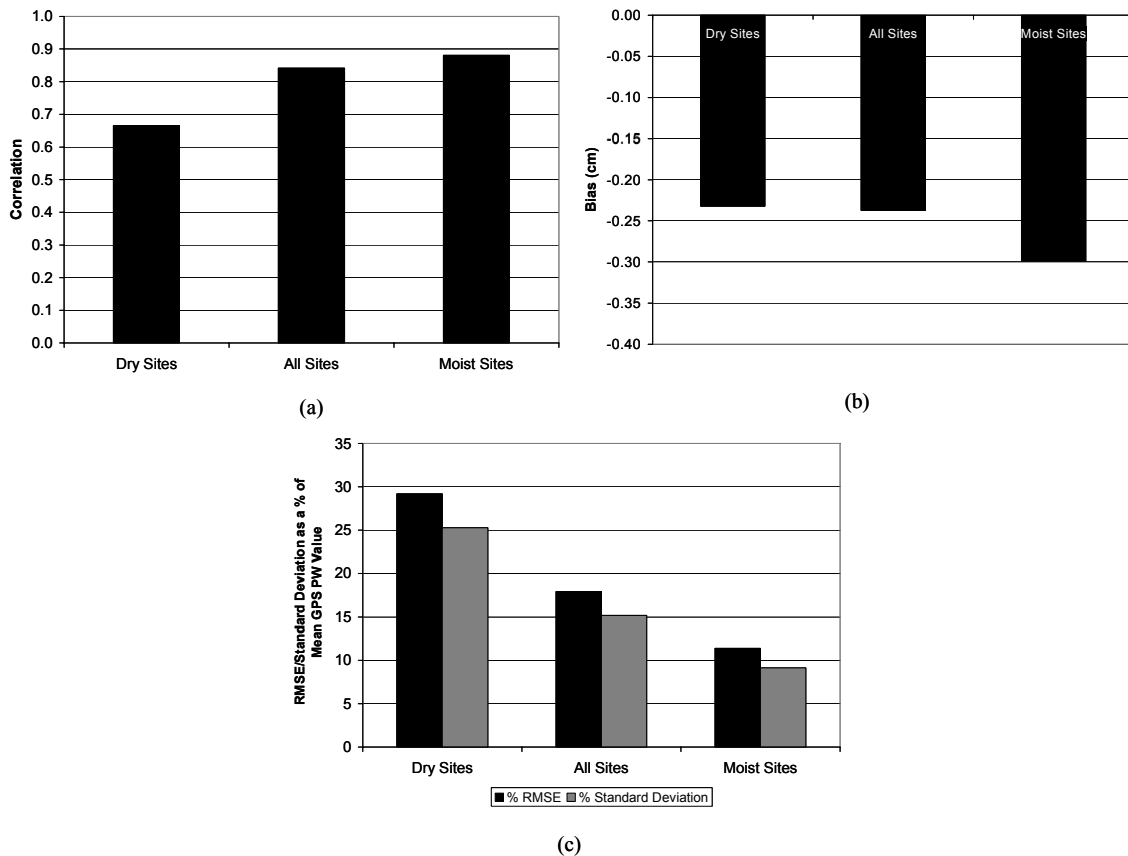 1.0
0.9
0.8
0.7
0.6
0.5
0.4
0.3
0.2
0.1
0.0
Correlation
Dry Sites All Sites Moist Sites
(a)
0.00
-0.05
-0.10
-0.15
-0.20
-0.25
-0.30
-0.35
-0.40
Bias (cm)
Dry Sites All Sites Moist Sites
(b)
35
30
25
20
15
10
5
0
RMSE/Standard Deviation as a % of
Mean GPS PW Value
Dry Sites All Sites Moist Sites
% RMSE % Standard Deviation
(c)